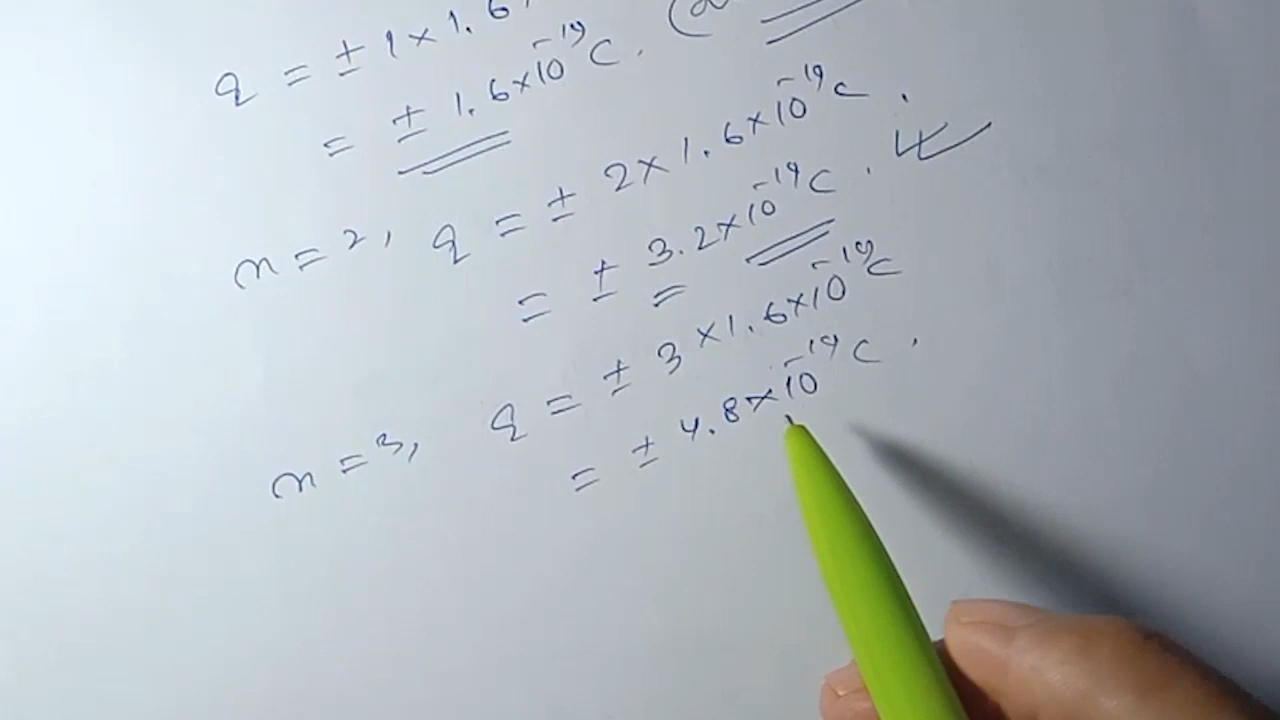 q = ± 1 × 1.6
= ± 1.6×10⁻¹⁹ C.
n = 2, q = ± 2 × 1.6×10⁻¹⁹ C.
= ± 3.2×10⁻¹⁹ C.
n = 3, q = ± 3 × 1.6×10⁻¹⁹ C
= ± 4.8×10⁻¹⁹ C.